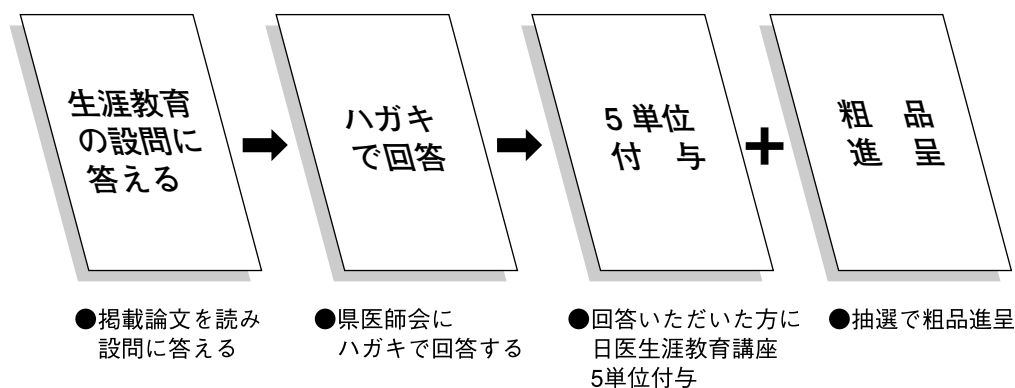 生涯教育
の設問に
答える
ハガキ
で回答
5単位
付　与
粗　品
進　呈
●掲載論文を読み
設問に答える
●県医師会に
ハガキで回答する
●回答いただいた方に
日医生涯教育講座
5単位付与
●抽選で粗品進呈